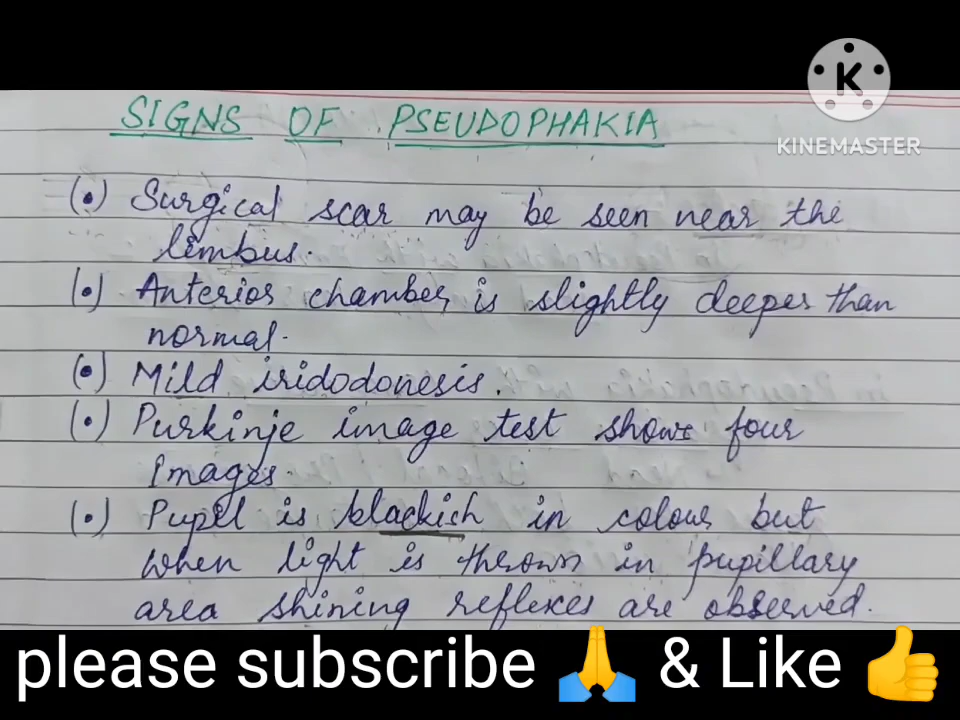 K
KINEMASTER
SIGNS OF PSEUDOPHAKIA
(•) Surgical scar may be seen near the
limbus.
(•) Anterior chamber is slightly deeper than
normal.
(•) Mild iridodonesis.
(•) Purkinje image test shows four
images.
(•) Pupil is blackish in colour but
when light is thrown in pupillary
area shining reflexes are observed.
please subscribe 🙏 & Like 👍